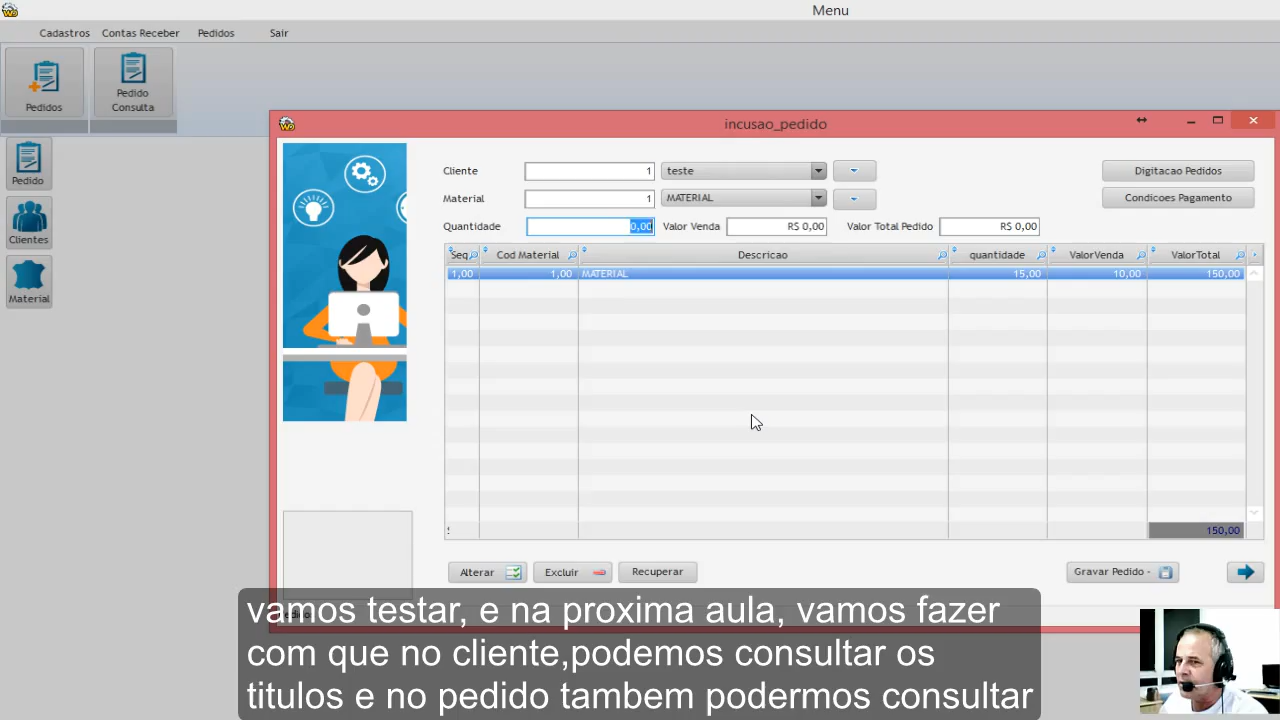 Menu
Cadastros Contas Receber Pedidos Sair
Pedidos
Pedido
Consulta
Pedido
Clientes
Material
incusao_pedido
Cliente 1 teste Digitacao Pedidos
Material 1 MATERIAL Condicoes Pagamento
Quantidade 0,00 Valor Venda R$ 0,00 Valor Total Pedido R$ 0,00
Seq Cod Material Descricao quantidade ValorVenda ValorTotal
1,00 1,00 MATERIAL 15,00 10,00 150,00
150,00
Alterar Excluir Recuperar Gravar Pedido -
vamos testar, e na proxima aula, vamos fazer
com que no cliente,podemos consultar os
titulos e no pedido tambem podermos consultar